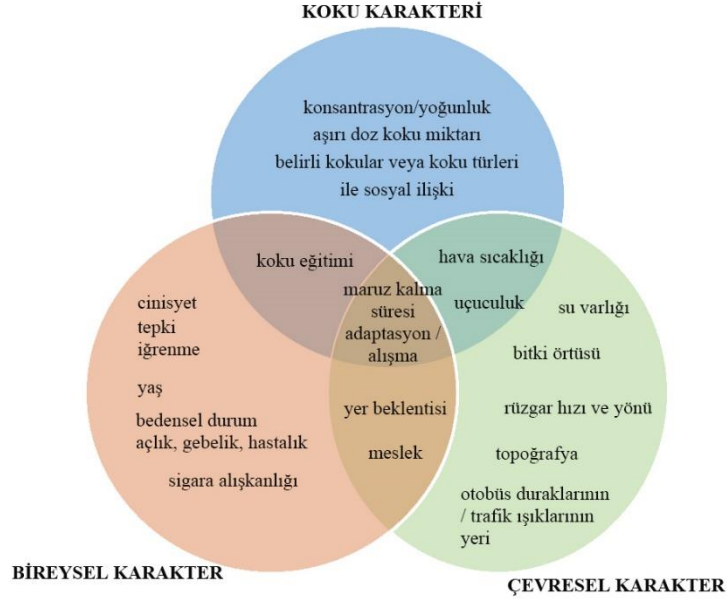 KOKU KARAKTERİ
konsantrasyon/yoğunluk
aşırı doz koku miktarı
belirli kokular veya koku türleri
ile sosyal ilişki
koku eğitimi
hava sıcaklığı
uçuculuk
maruz kalma
süresi
adaptasyon /
alışma
cinisyet
tepki
iğrenme
yaş
bedensel durum
açlık, gebelik, hastalık
sigara alışkanlığı
yer beklentisi
meslek
su varlığı
bitki örtüsü
rüzgar hızı ve yönü
topoğrafya
otobüs duraklarının
/ trafik ışıklarının
yeri
BİREYSEL KARAKTER
ÇEVRESEL KARAKTER